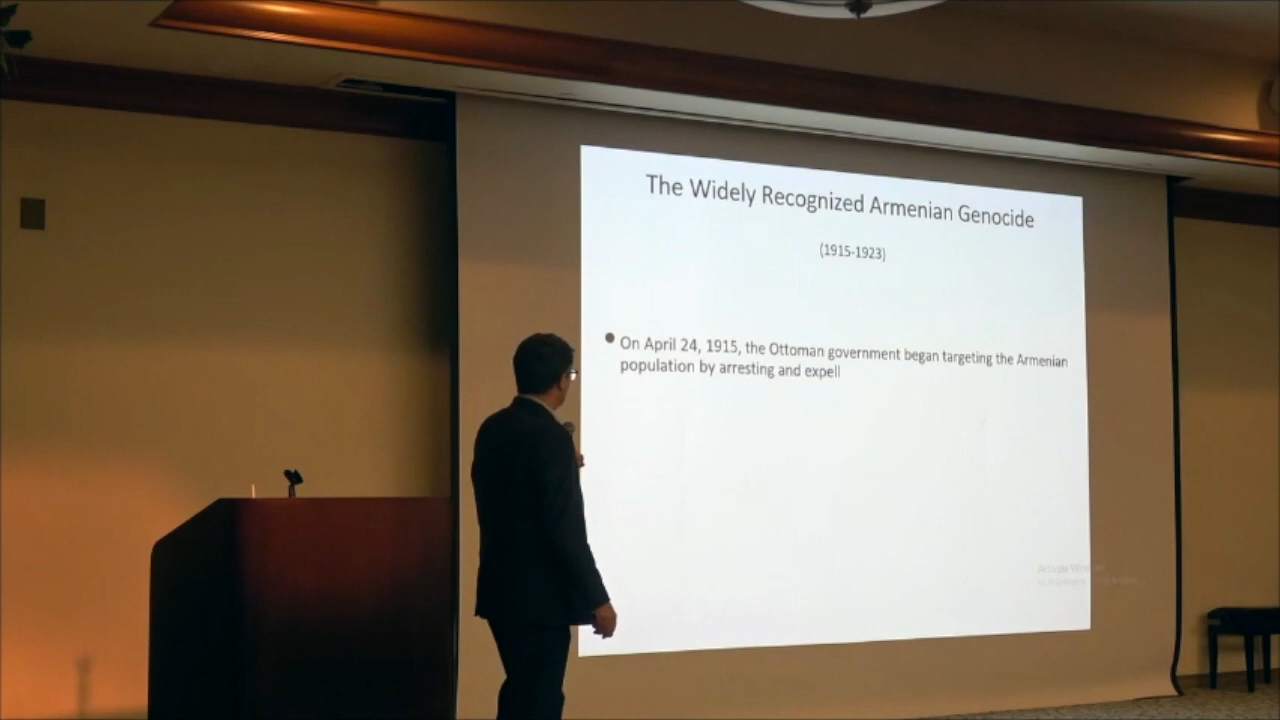 The Widely Recognized Armenian Genocide
(1915-1923)
On April 24, 1915, the Ottoman government began targeting the Armenian
population by arresting and expell
Activate